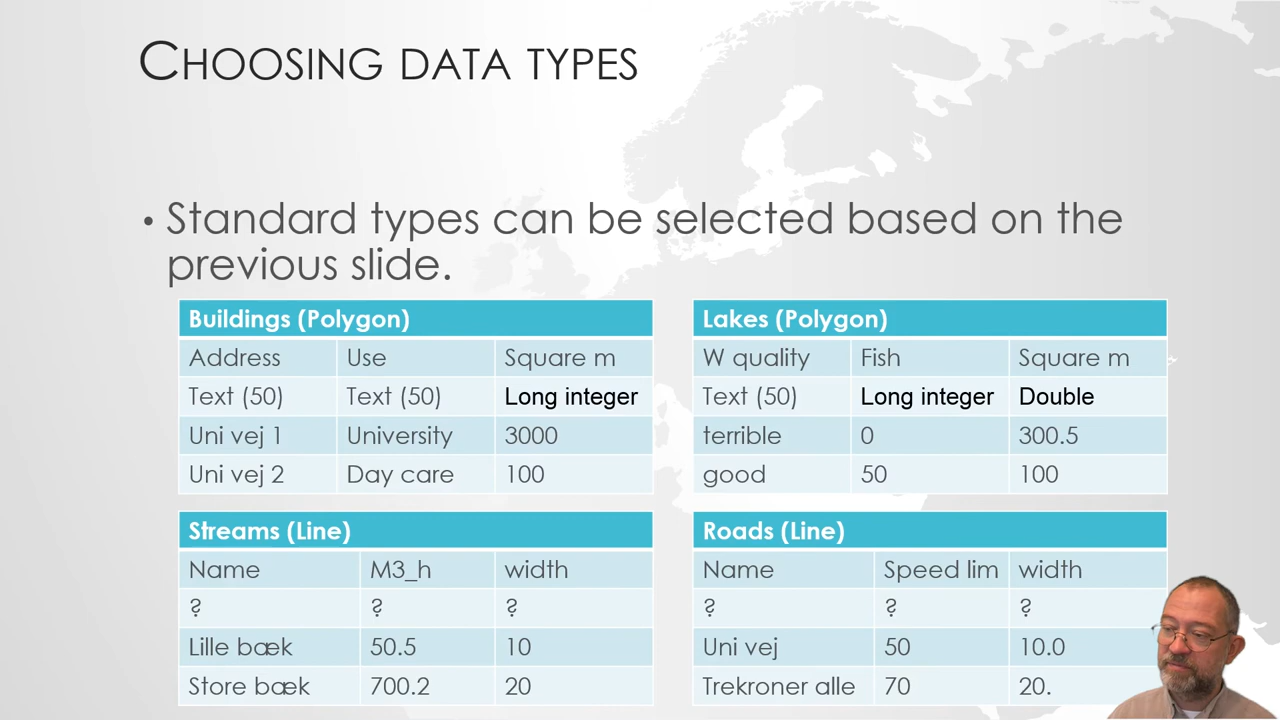 CHOOSING DATA TYPES
• Standard types can be selected based on the
previous slide.
Buildings (Polygon)
Address Use Square m
Text (50) Text (50) Long integer
Uni vej 1 University 3000
Uni vej 2 Day care 100
Lakes (Polygon)
W quality Fish Square m
Text (50) Long integer Double
terrible 0 300.5
good 50 100
Streams (Line)
Name M3_h width
? ? ?
Lille bæk 50.5 10
Store bæk 700.2 20
Roads (Line)
Name Speed lim width
? ? ?
Uni vej 50 10.0
Trekroner alle 70 20.